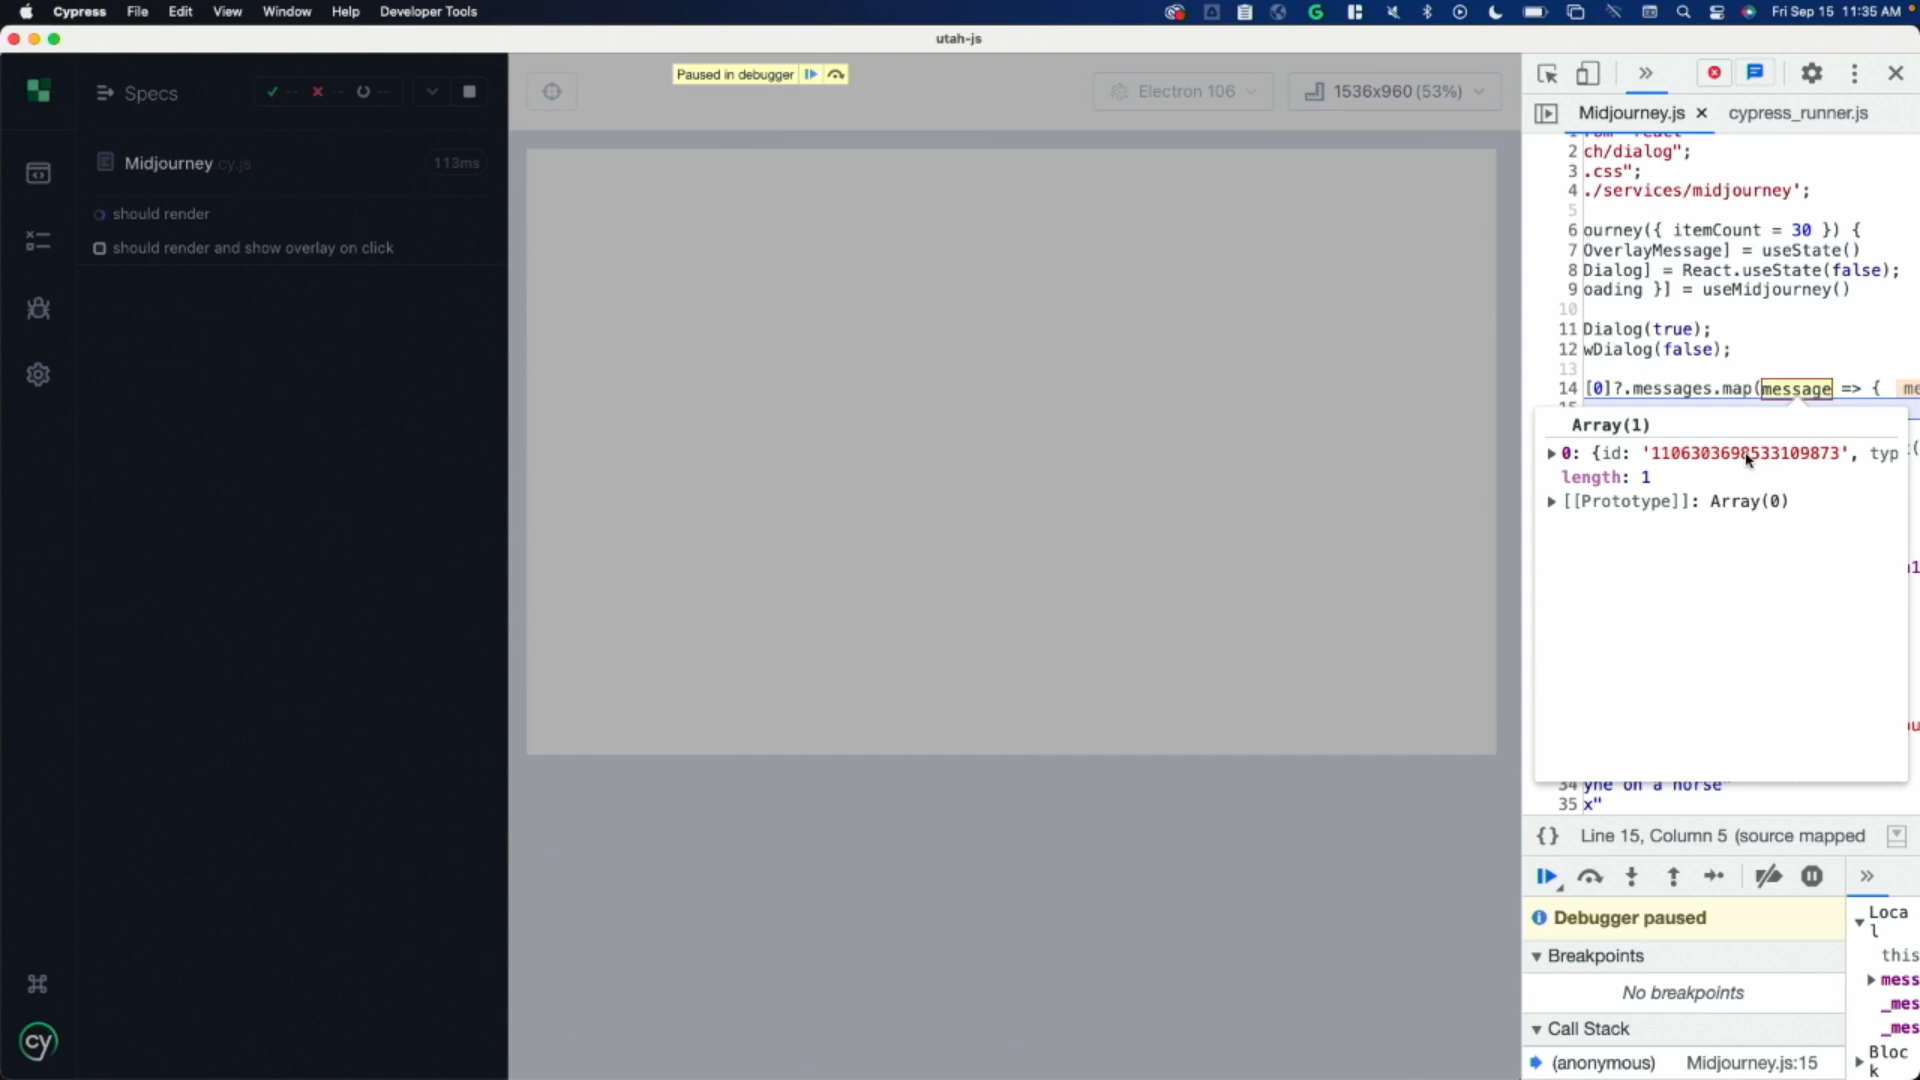 Cypress File Edit View Window Help Developer Tools
Fri Sep 15 11:35 AM
utah-js
Specs
-- -- --
Paused in debugger
Electron 106
1536x960 (53%)
Midjourney.cy.js
113ms
should render
should render and show overlay on click
Midjourney.js
cypress_runner.js
2 ch/dialog";
3 .css";
4 ./services/midjourney';
5
6 ourney({ itemCount = 30 }) {
7 OverlayMessage] = useState()
8 Dialog] = React.useState(false);
9 oading }] = useMidjourney()
10
11 Dialog(true);
12 wDialog(false);
13
14 [0]?.messages.map(message => { me
Array(1)
0: {id: '1106303698533109873', typ
length: 1
[[Prototype]]: Array(0)
34 yne on a horse"
35 x"
{} Line 15, Column 5 (source mapped
Debugger paused
Breakpoints
No breakpoints
Call Stack
(anonymous) Midjourney.js:15
Loca
l
this
mess
_mes
_mes
Bloc
k
cy